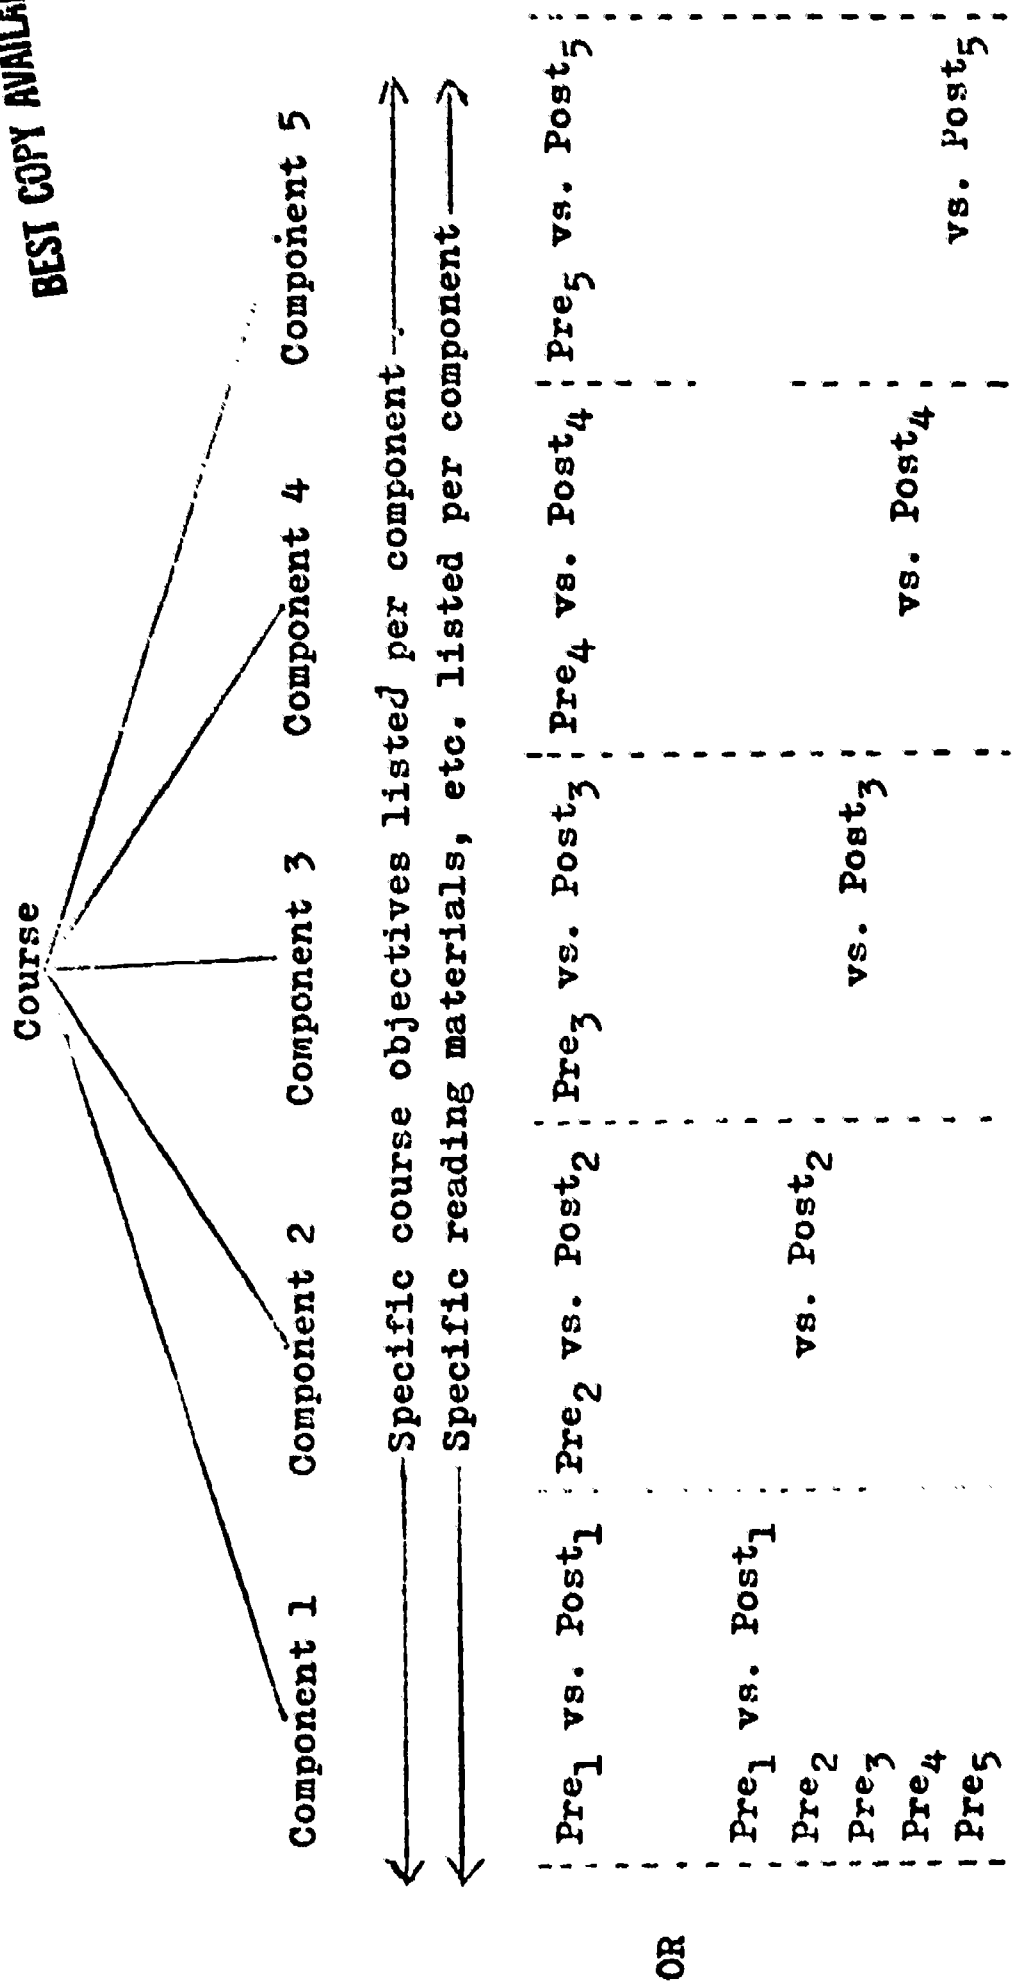 BEST COPY AVAILA
Course
Component 1 Component 2 Component 3 Component 4 Component 5
Specific course objectives listed per component
Specific reading materials, etc. listed per component
Pre1 vs. Post1 Pre2 vs. Post2 Pre3 vs. Post3 Pre4 vs. Post4 Pre5 vs. Post5
OR
Pre1 vs. Post1
Pre2 vs. Post2
Pre3 vs. Post3
Pre4 vs. Post4
Pre5 vs. Post5